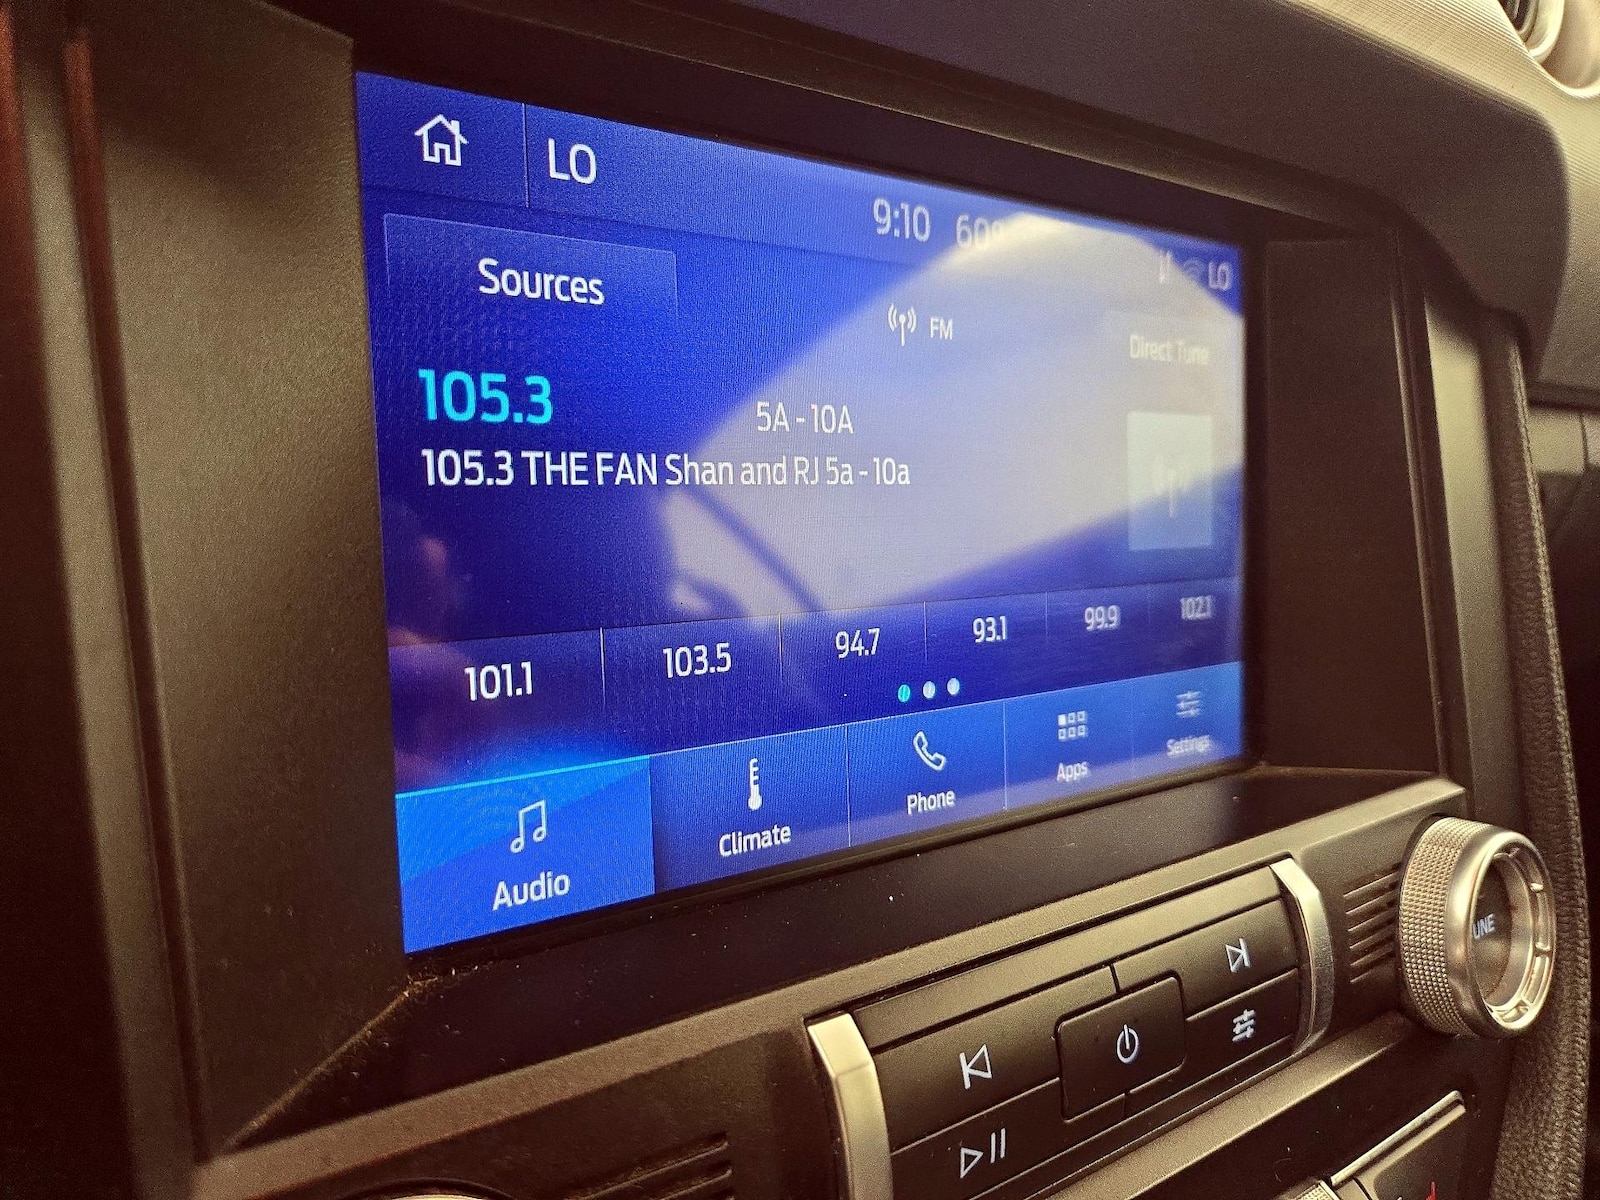 LO
9:10 60°
LO
Sources
FM
Direct Tune
105.3
5A - 10A
105.3 THE FAN Shan and RJ 5a - 10a
101.1 103.5 94.7 93.1 99.9 102.1
Audio Climate Phone Apps Settings
UNE